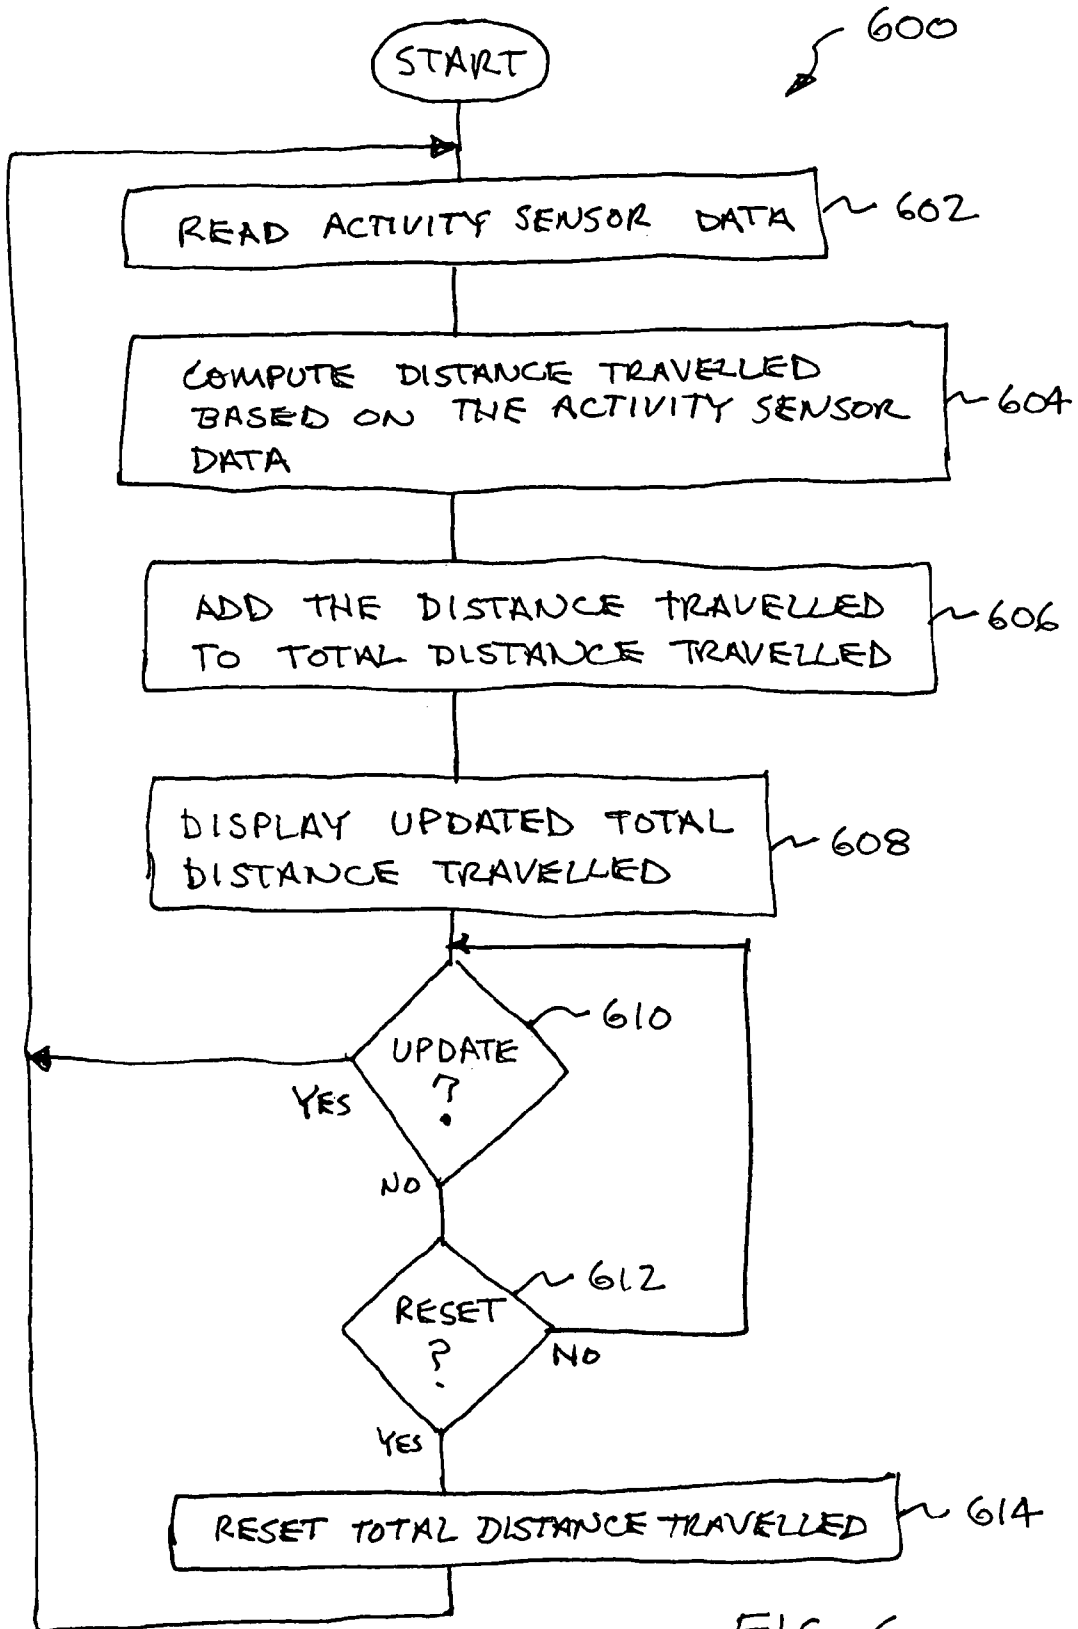 600
START
READ ACTIVITY SENSOR DATA
602
COMPUTE DISTANCE TRAVELLED
BASED ON THE ACTIVITY SENSOR
DATA
604
ADD THE DISTANCE TRAVELLED
TO TOTAL DISTANCE TRAVELLED
606
DISPLAY UPDATED TOTAL
DISTANCE TRAVELLED
608
610
UPDATE
?
YES
NO
612
RESET
?
NO
YES
RESET TOTAL DISTANCE TRAVELLED
614
FIG. 6